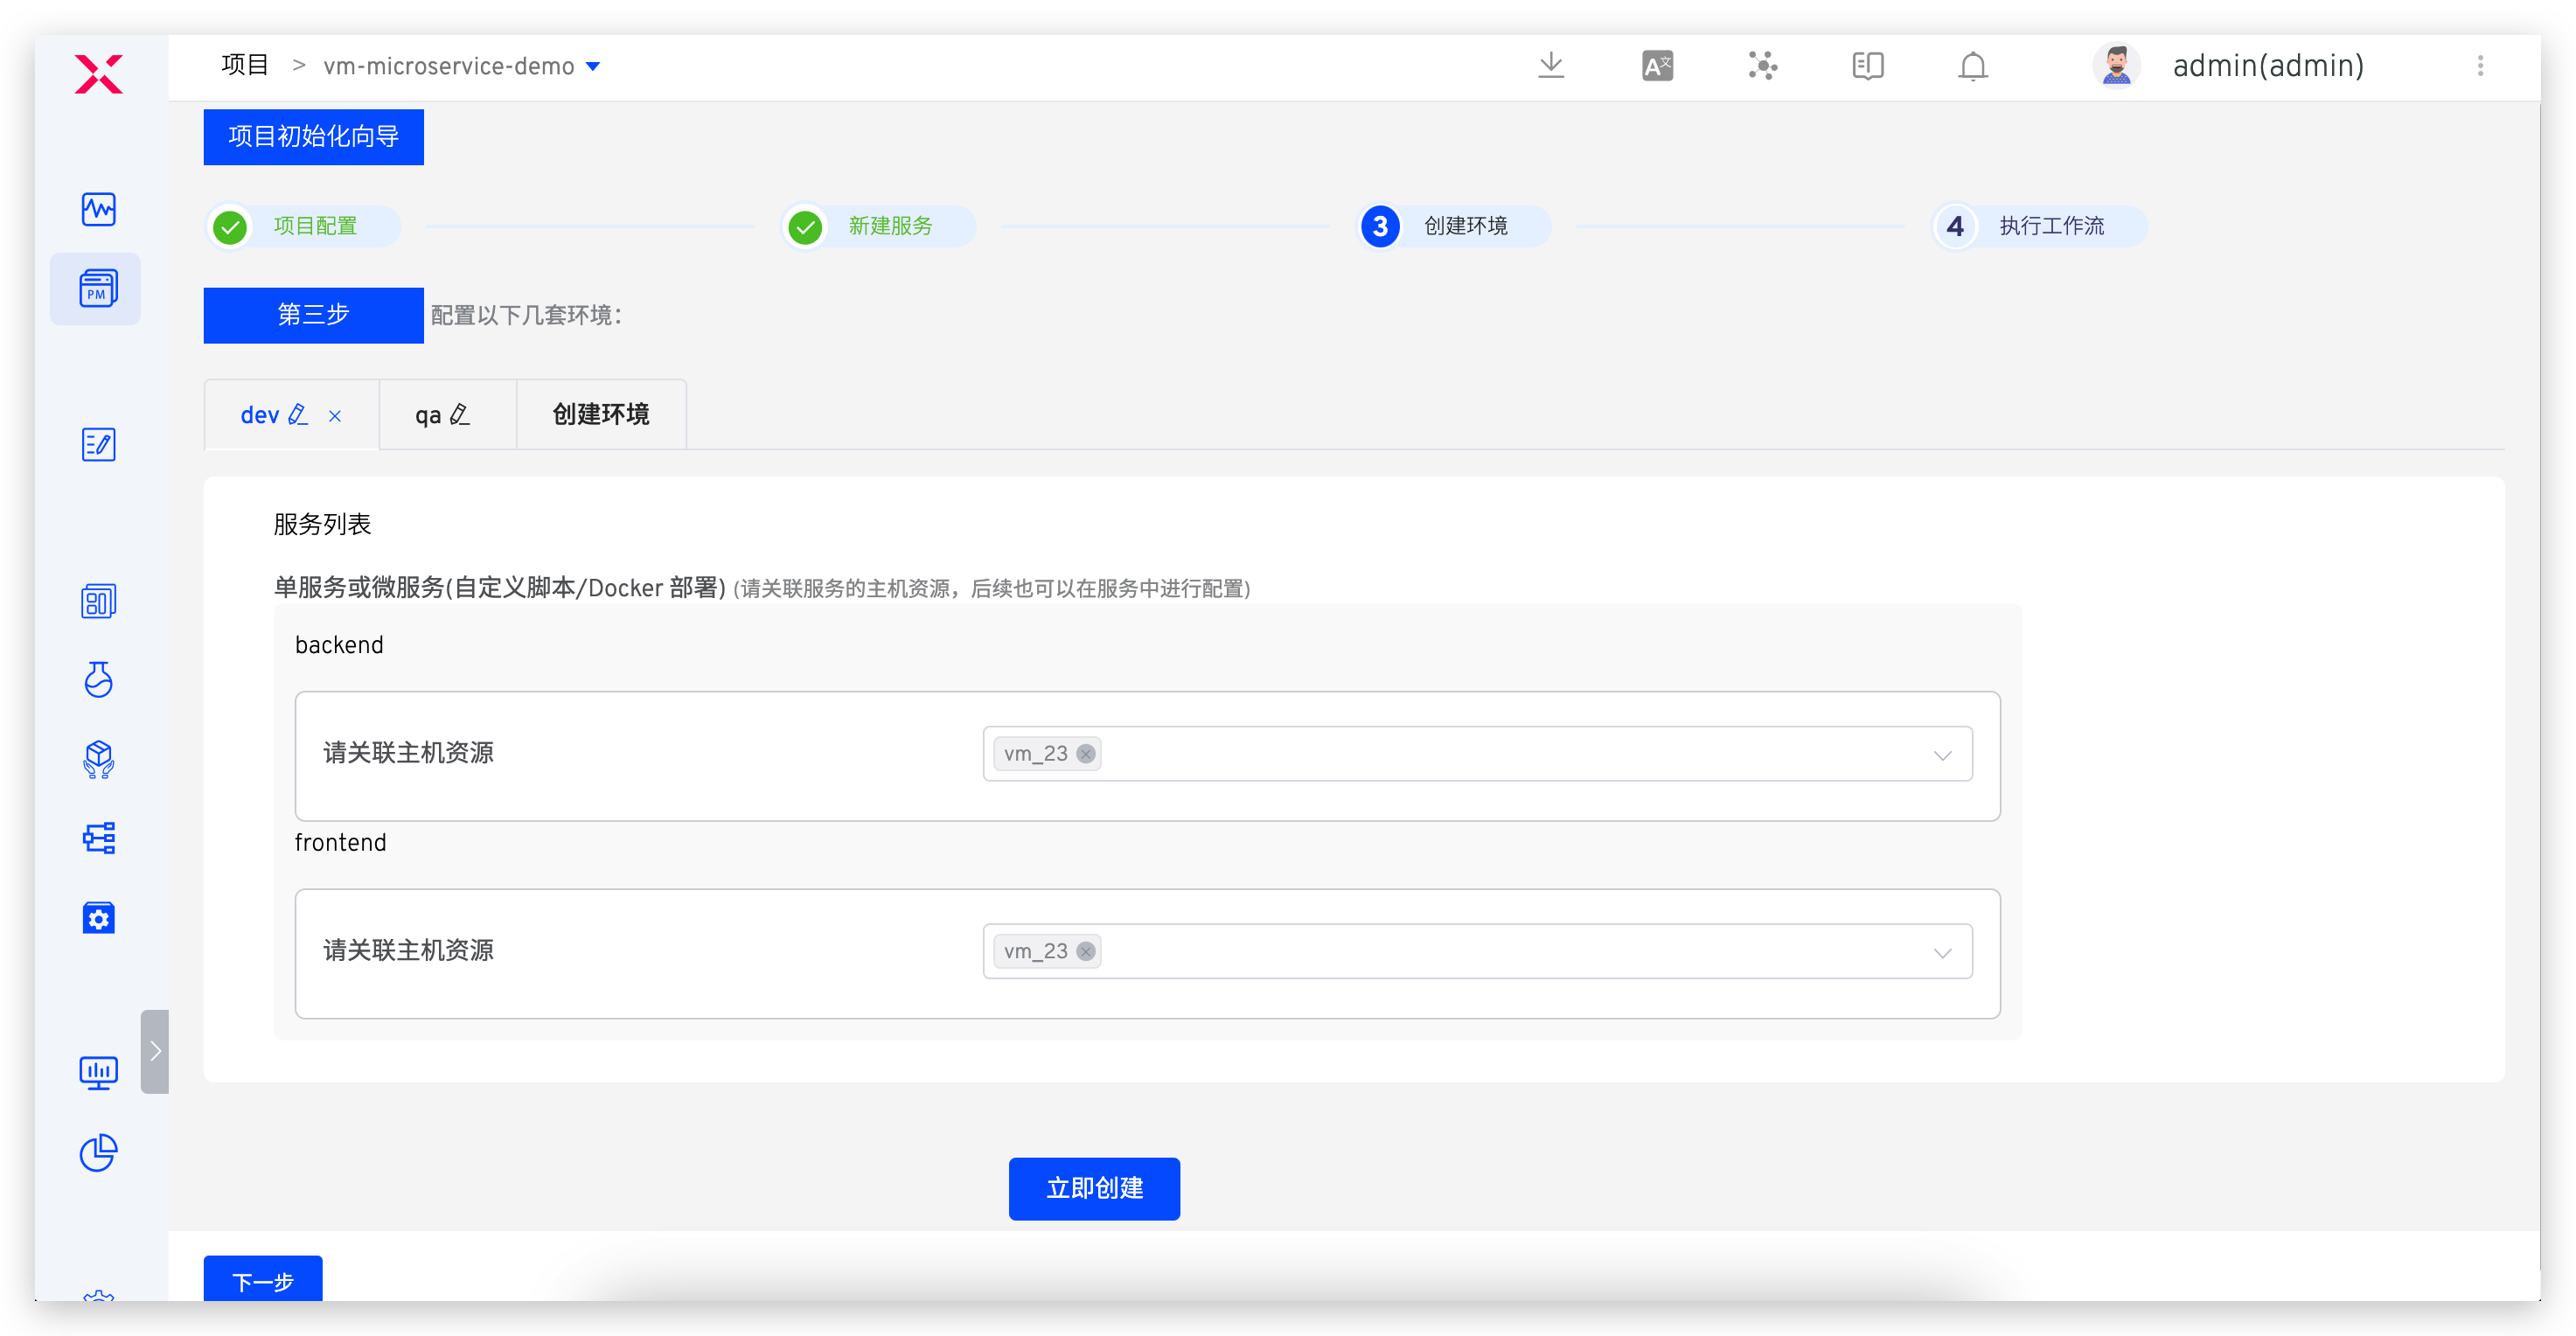 项目 > vm-microservice-demo
A文
admin(admin)
项目初始化向导
项目配置
新建服务
3 创建环境
4 执行工作流
PM
第三步 配置以下几套环境：
dev
qa
创建环境
服务列表
单服务或微服务(自定义脚本/Docker 部署) (请关联服务的主机资源，后续也可以在服务中进行配置)
backend
请关联主机资源 vm_23
frontend
请关联主机资源 vm_23
立即创建
下一步